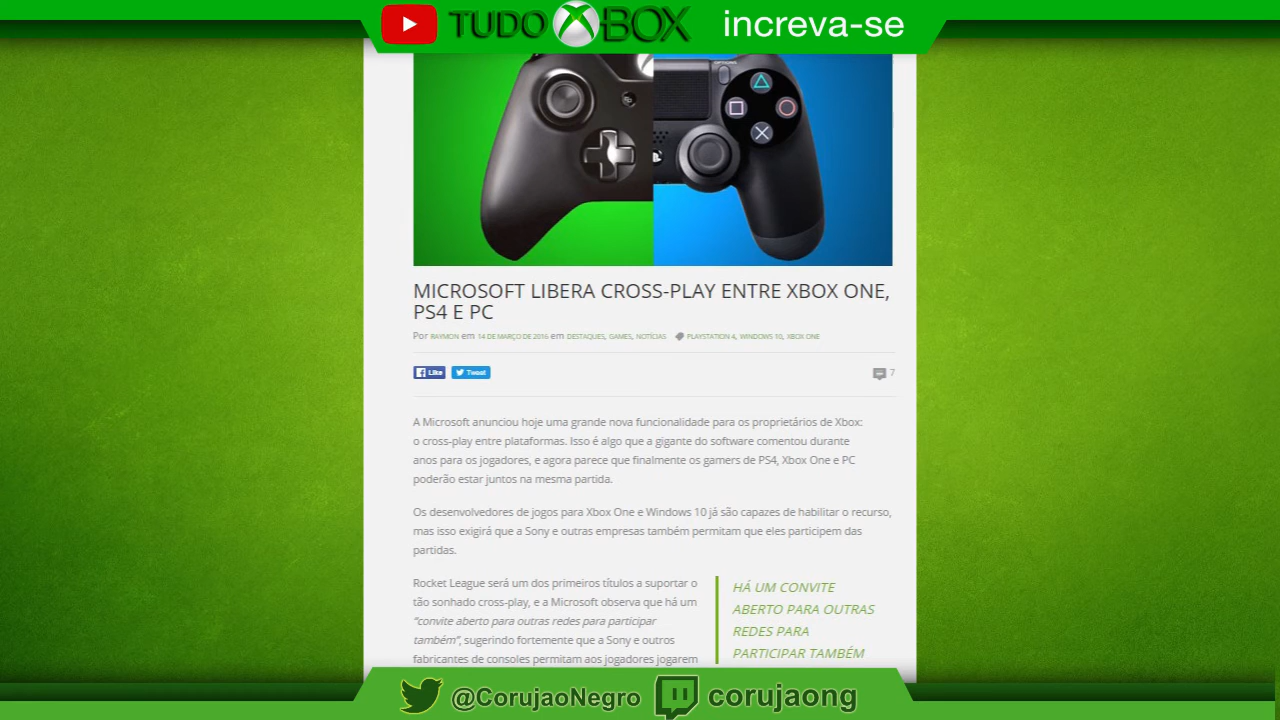 TUDO XBOX increva-se
OPTIONS
MICROSOFT LIBERA CROSS-PLAY ENTRE XBOX ONE,
PS4 E PC
Por RAYMON em 14 DE MARÇO DE 2016 em DESTAQUES, GAMES, NOTÍCIAS PLAYSTATION 4, WINDOWS 10, XBOX ONE
Like Tweet 7
A Microsoft anunciou hoje uma grande nova funcionalidade para os proprietários de Xbox:
o cross-play entre plataformas. Isso é algo que a gigante do software comentou durante
anos para os jogadores, e agora parece que finalmente os gamers de PS4, Xbox One e PC
poderão estar juntos na mesma partida.
Os desenvolvedores de jogos para Xbox One e Windows 10 já são capazes de habilitar o recurso,
mas isso exigirá que a Sony e outras empresas também permitam que eles participem das
partidas.
Rocket League será um dos primeiros títulos a suportar o
tão sonhado cross-play, e a Microsoft observa que há um
"convite aberto para outras redes para participar
também", sugerindo fortemente que a Sony e outros
fabricantes de consoles permitam aos jogadores jogarem
HÁ UM CONVITE
ABERTO PARA OUTRAS
REDES PARA
PARTICIPAR TAMBÉM
@CorujaoNegro corujaong